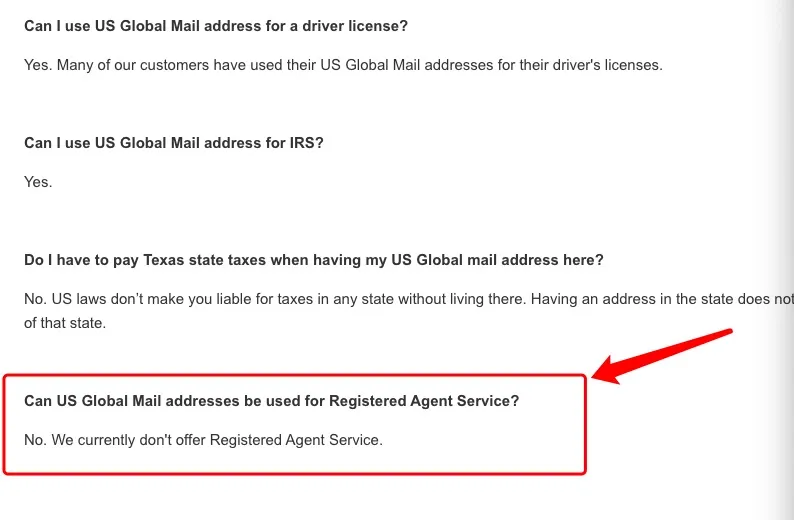 Can I use US Global Mail address for a driver license?
Yes. Many of our customers have used their US Global Mail addresses for their driver's licenses.
Can I use US Global Mail address for IRS?
Yes.
Do I have to pay Texas state taxes when having my US Global mail address here?
No. US laws don’t make you liable for taxes in any state without living there. Having an address in the state does not
of that state.
Can US Global Mail addresses be used for Registered Agent Service?
No. We currently don't offer Registered Agent Service.